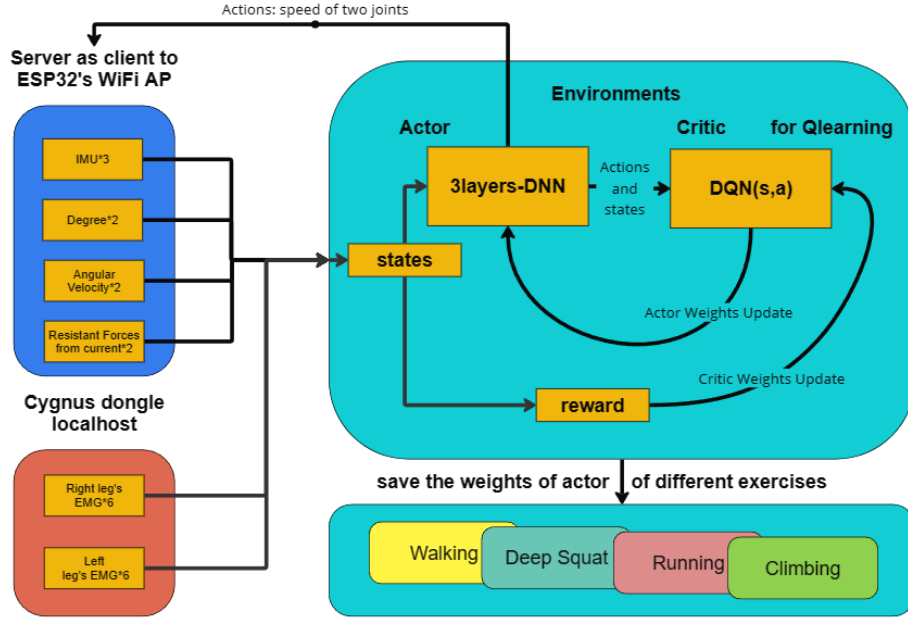 Actions: speed of two joints
Server as client to
ESP32's WiFi AP
IMU*3
Degree*2
Angular
Velocity*2
Resistant Forces
from current*2
Cygnus dongle
localhost
Right leg's
EMG*6
Left
leg's EMG*6
Environments
Actor
Critic
for Qlearning
3layers-DNN
Actions
and
states
DQN(s,a)
states
Actor Weights Update
Critic Weights Update
reward
save the weights of actor
of different exercises
Walking
Deep Squat
Running
Climbing